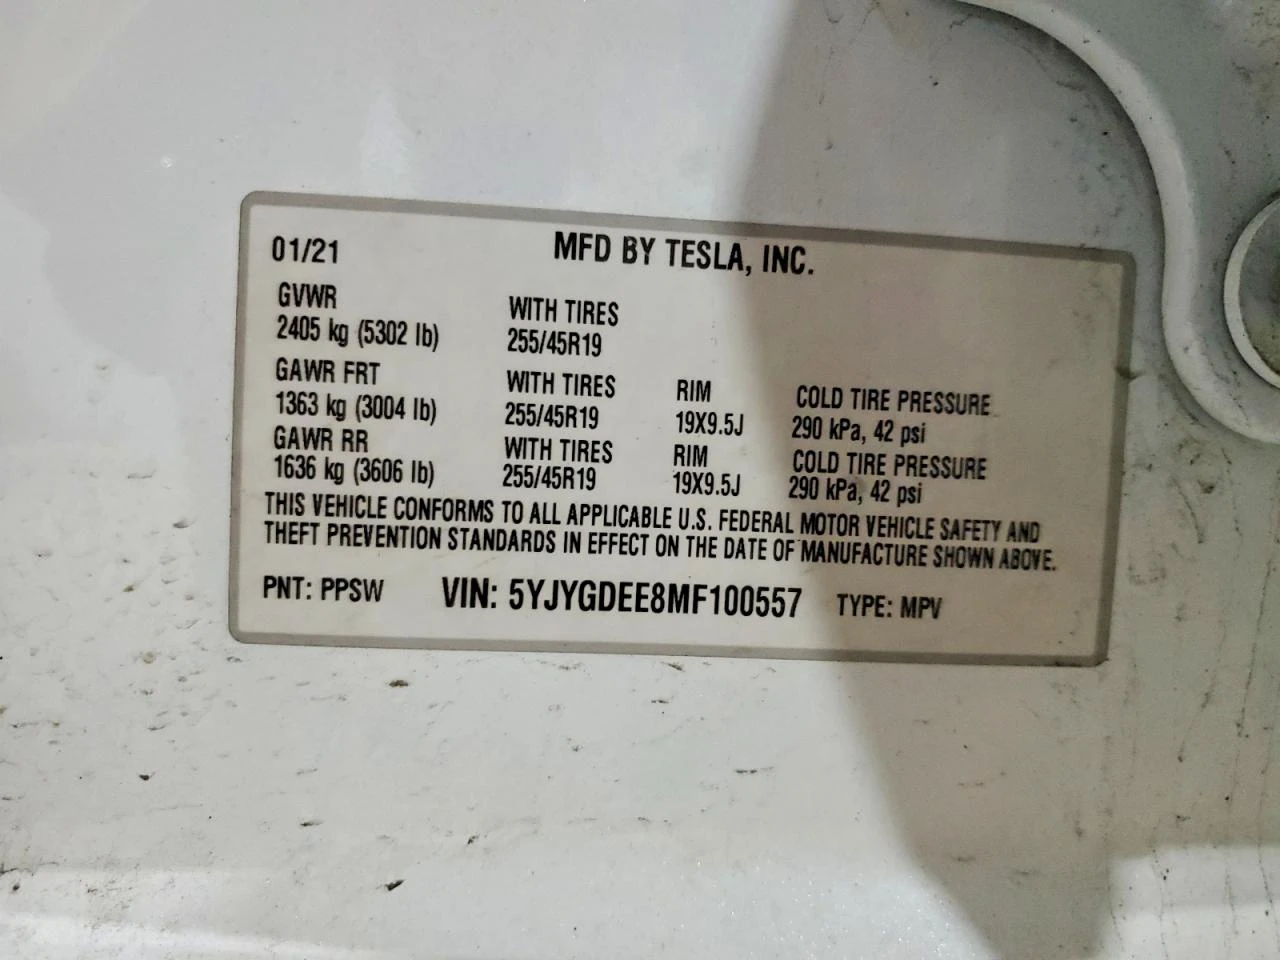 01/21 MFD BY TESLA, INC.
GVWR WITH TIRES
2405 kg (5302 lb) 255/45R19
GAWR FRT WITH TIRES RIM COLD TIRE PRESSURE
1363 kg (3004 lb) 255/45R19 19X9.5J 290 kPa, 42 psi
GAWR RR WITH TIRES RIM COLD TIRE PRESSURE
1636 kg (3606 lb) 255/45R19 19X9.5J 290 kPa, 42 psi
THIS VEHICLE CONFORMS TO ALL APPLICABLE U.S. FEDERAL MOTOR VEHICLE SAFETY AND
THEFT PREVENTION STANDARDS IN EFFECT ON THE DATE OF MANUFACTURE SHOWN ABOVE.
PNT: PPSW VIN: 5YJYGDEE8MF100557 TYPE: MPV